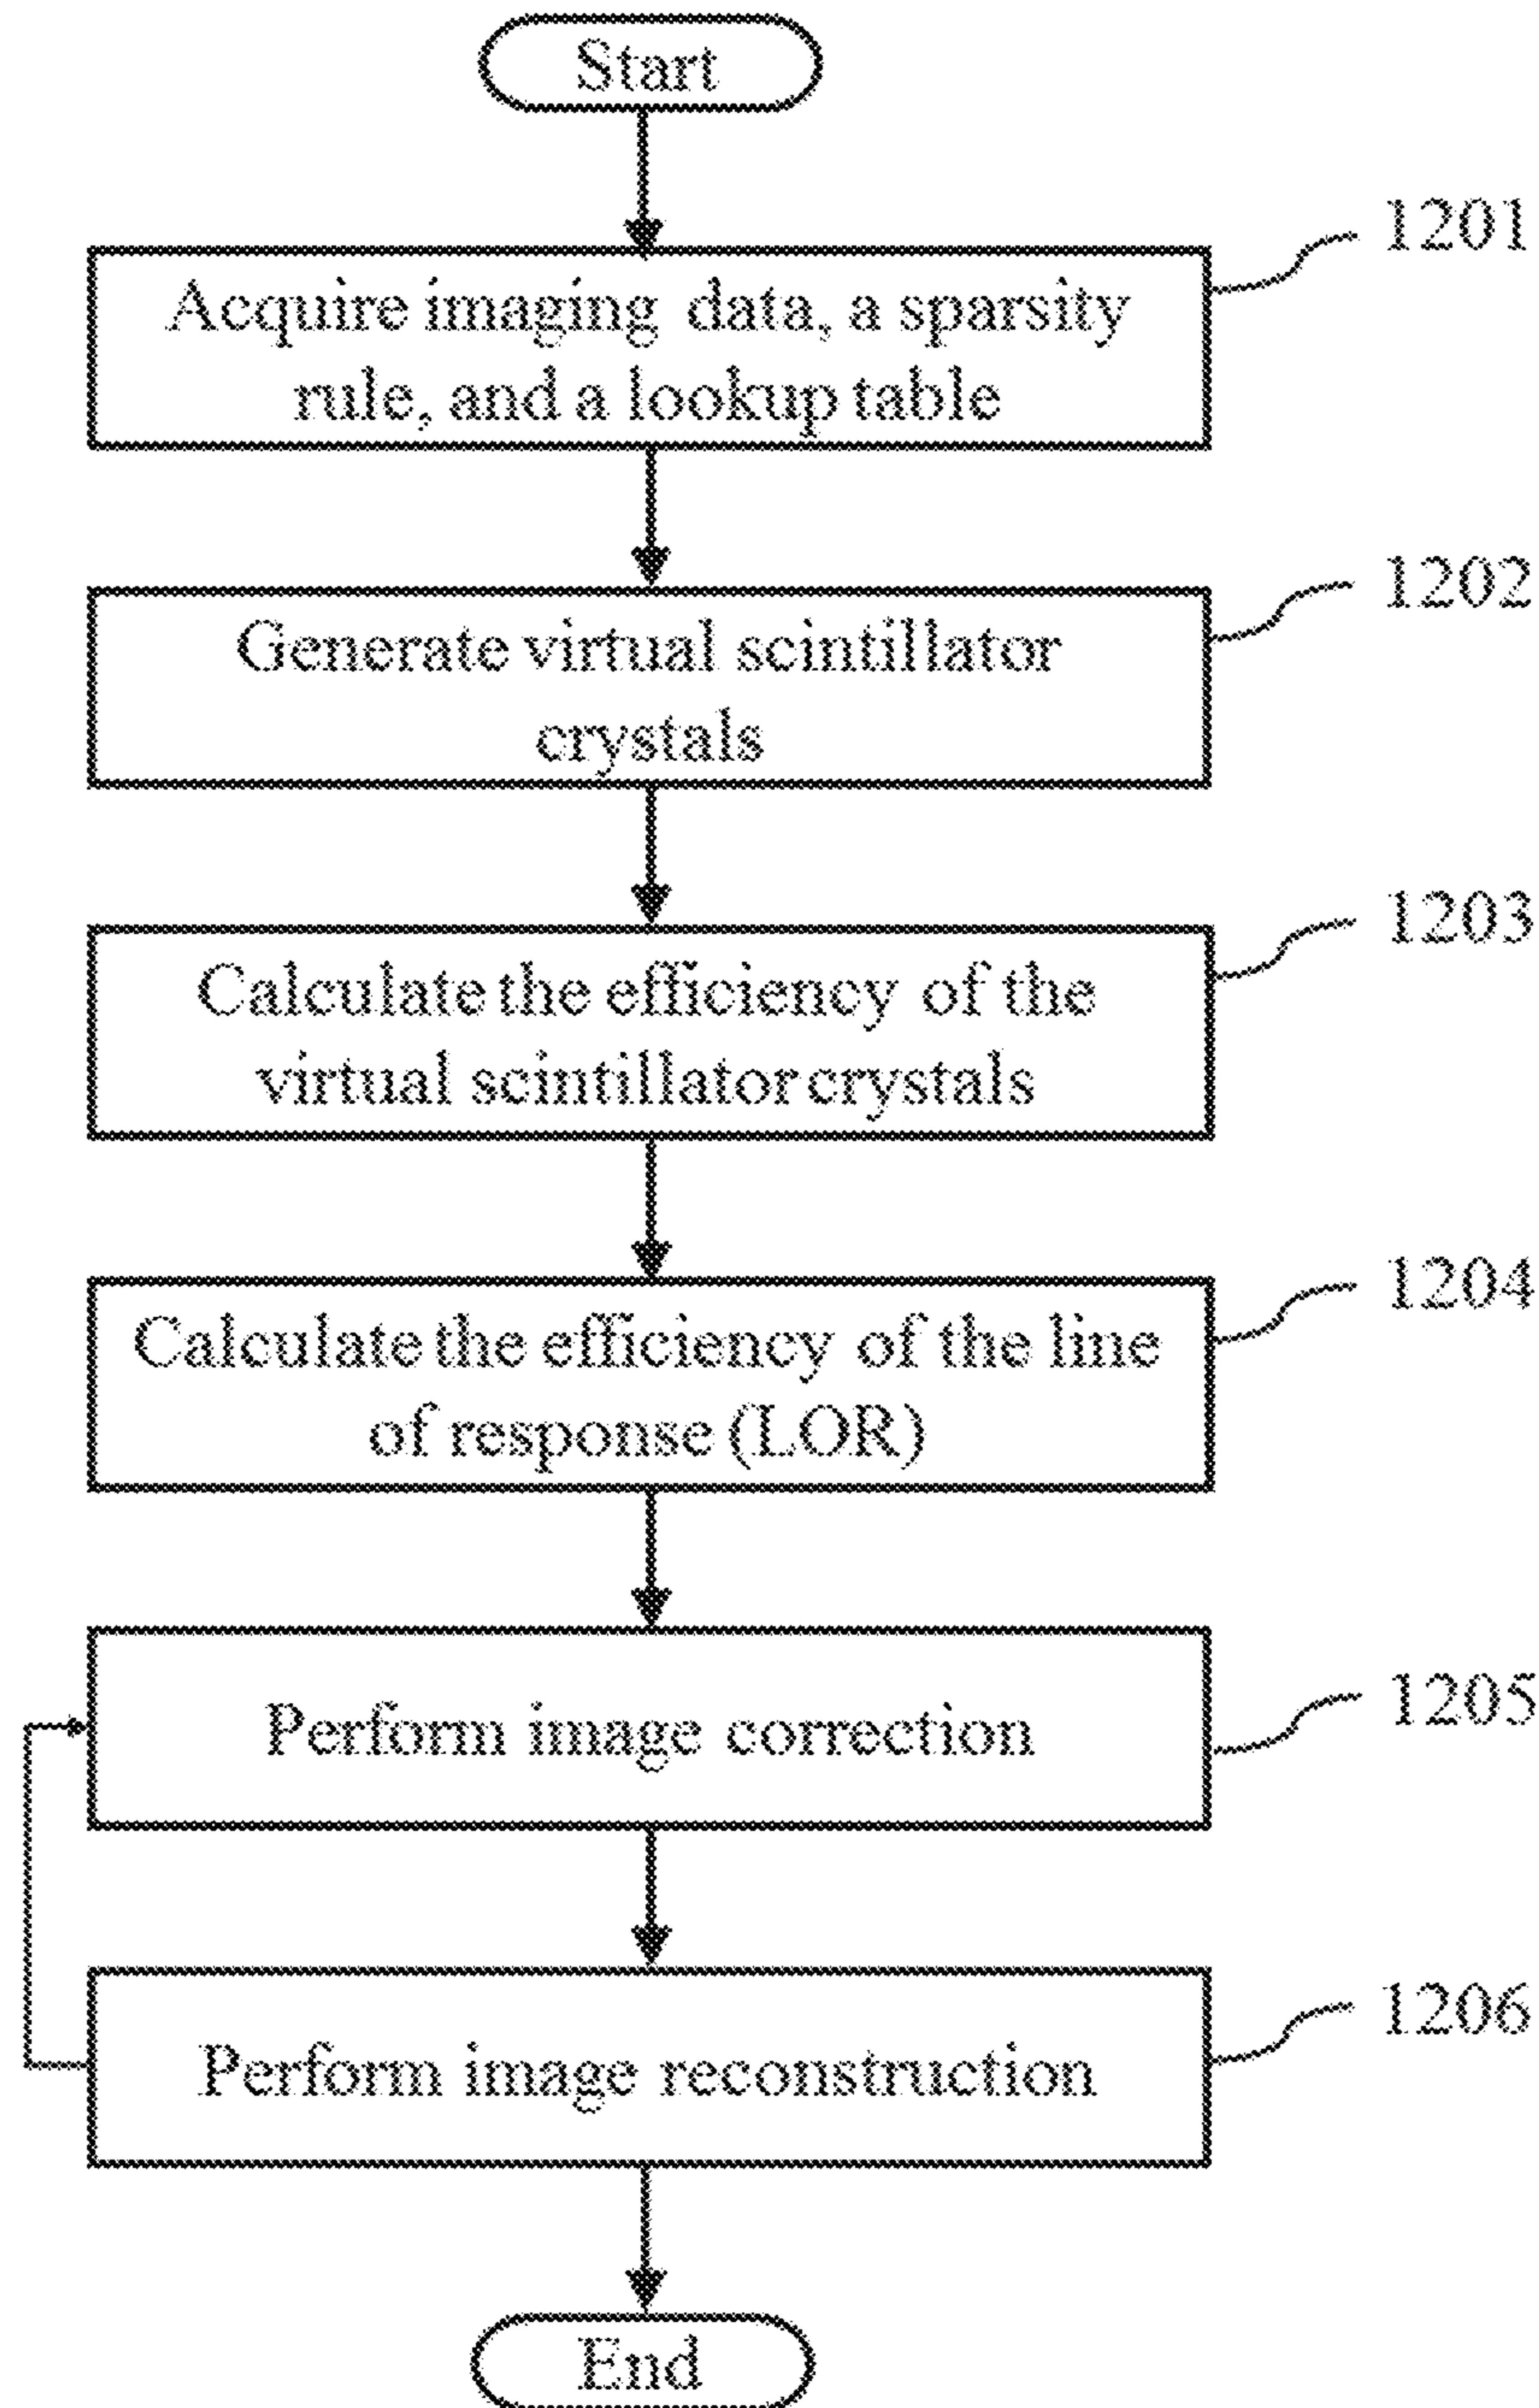 Start
1201
Acquire imaging data, a sparsity
rule, and a lookup table
1202
Generate virtual scintillator
crystals
1203
Calculate the efficiency of the
virtual scintillator crystals
1204
Calculate the efficiency of the line
of response (LOR)
1205
Perform image correction
1206
Perform image reconstruction
End